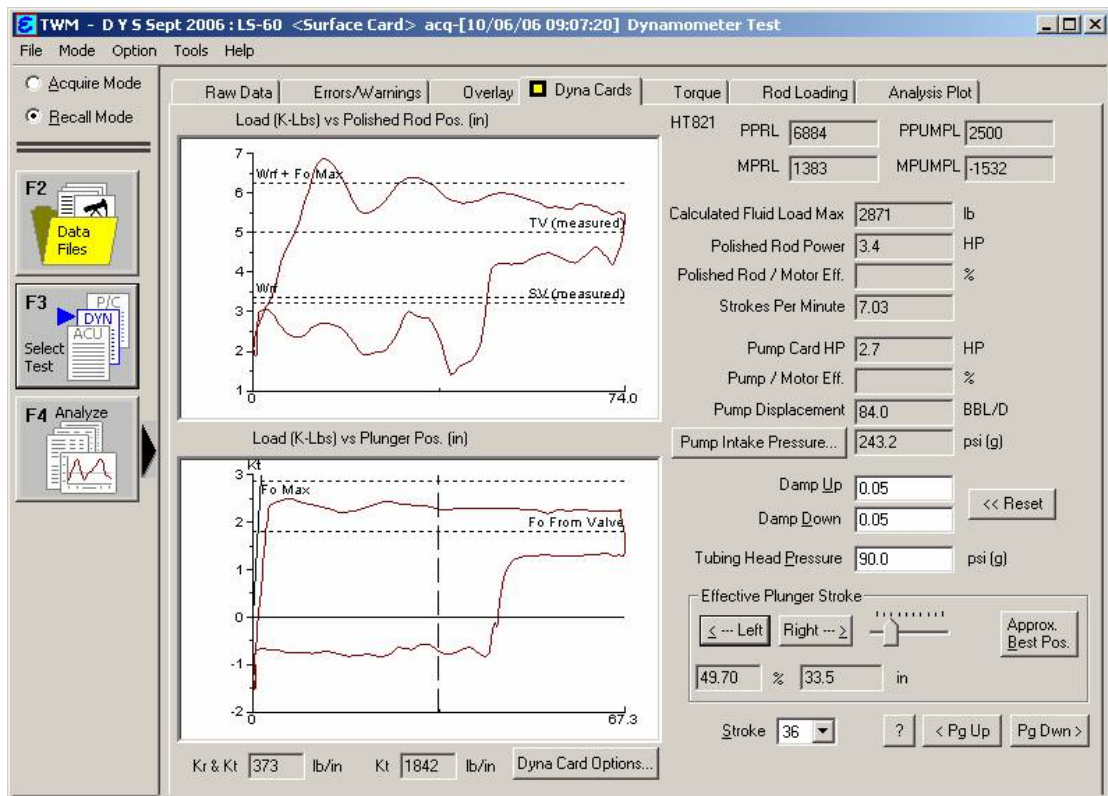 TWM - D Y S Sept 2006 : LS-60 <Surface Card> acq-[10/06/06 09:07:20] Dynamometer Test
File Mode Option Tools Help
Acquire Mode
Recall Mode
F2
Data
Files
F3
P/C
DYN
ACU
Select
Test
F4 Analyze
Raw Data Errors/Warnings Overlay Dyna Cards Torque Rod Loading Analysis Plot
Load (K-Lbs) vs Polished Rod Pos. (in)
7
Wrf + Fo Max
6
TV (measured)
5
4
Wrf
SV (measured)
3
2
1
0 74.0
Load (K-Lbs) vs Plunger Pos. (in)
Kt
3
Fo Max
2
Fo From Valve
1
0
-1
-2
0 67.3
Kr & Kt 373 lb/in Kt 1842 lb/in Dyna Card Options...
HT821
PPRL 6884 PPUMPL 2500
MPRL 1383 MPUMPL -1532
Calculated Fluid Load Max 2871 lb
Polished Rod Power 3.4 HP
Polished Rod / Motor Eff. %
Strokes Per Minute 7.03
Pump Card HP 2.7 HP
Pump / Motor Eff. %
Pump Displacement 84.0 BBL/D
Pump Intake Pressure... 243.2 psi (g)
Damp Up 0.05
<< Reset
Damp Down 0.05
Tubing Head Pressure 90.0 psi (g)
Effective Plunger Stroke
< --- Left Right --- >
Approx.
Best Pos.
49.70 % 33.5 in
Stroke 36 ? < Pg Up Pg Dwn >